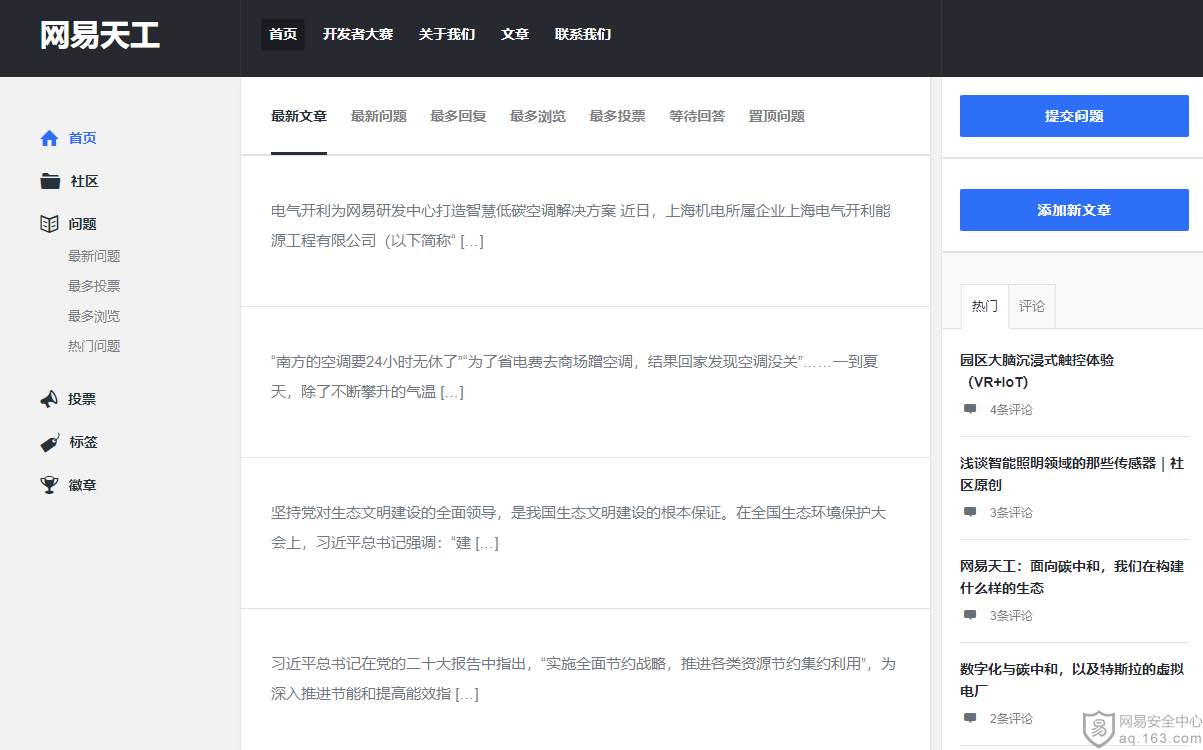 网易天工
首页 开发者大赛 关于我们 文章 联系我们
首页
社区
问题
最新问题
最多投票
最多浏览
热门问题
投票
标签
徽章
最新文章 最新问题 最多回复 最多浏览 最多投票 等待回答 置顶问题
电气开利为网易研发中心打造智慧低碳空调解决方案 近日，上海机电所属企业上海电气开利能
源工程有限公司（以下简称“ […]
“南方的空调要24小时无休了”“为了省电费去商场蹭空调，结果回家发现空调没关”……一到夏
天，除了不断攀升的气温 […]
坚持党对生态文明建设的全面领导，是我国生态文明建设的根本保证。在全国生态环境保护大
会上，习近平总书记强调：“建 […]
习近平总书记在党的二十大报告中指出，“实施全面节约战略，推进各类资源节约集约利用”，为
深入推进节能和提高能效指 […]
提交问题
添加新文章
热门 评论
园区大脑沉浸式触控体验
（VR+IoT）
4条评论
浅谈智能照明领域的那些传感器 | 社
区原创
3条评论
网易天工：面向碳中和，我们在构建
什么样的生态
3条评论
数字化与碳中和，以及特斯拉的虚拟
电厂
2条评论
易 网易安全中心
aq.163.com